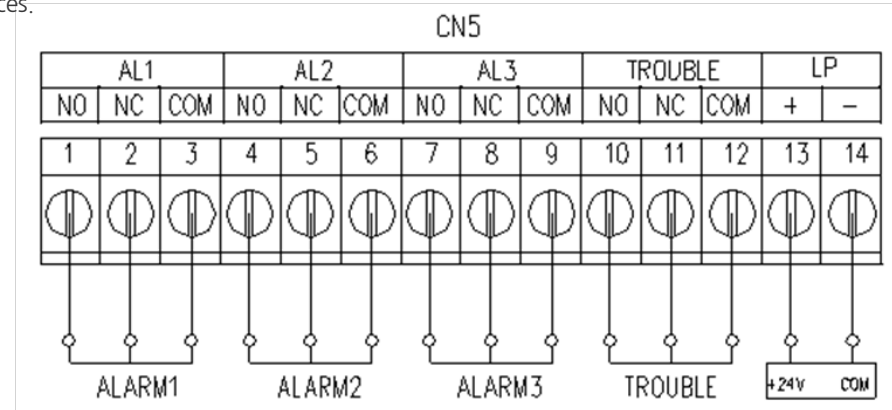 ces.
CN5
AL1 AL2 AL3 TROUBLE LP
NO NC COM NO NC COM NO NC COM NO NC COM + −
1 2 3 4 5 6 7 8 9 10 11 12 13 14
ALARM1 ALARM2 ALARM3 TROUBLE +24V COM